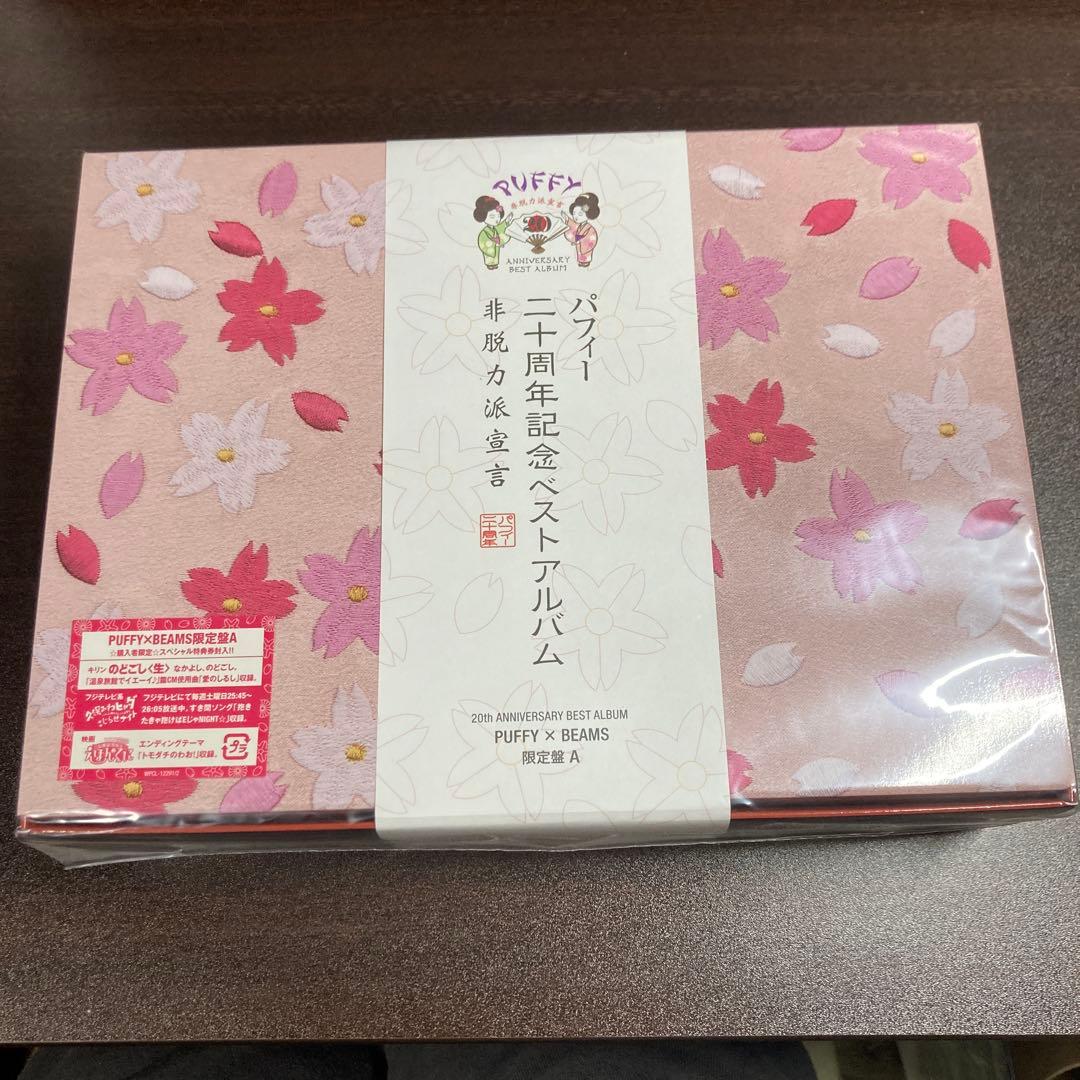 PUFFY
非脱力派宣言
20
ANNIVERSARY
BEST ALBUM
パフィー
二十周年記念ベストアルバム
非脱力派宣言
パフィー
二十周年
20th ANNIVERSARY BEST ALBUM
PUFFY × BEAMS
限定盤 A
PUFFY×BEAMS限定盤A
☆購入者限定☆スペシャル特典券封入!!
キリン のどごし〈生〉なかよし、のどごし。
「温泉旅館でイエーイ♪」篇CM使用曲「愛のしるし」収録。
フジテレビ系
フジテレビにて毎週土曜日25:45～
26:05放送中、すき間ソング「抱き
たきゃ抱けばEじゃNIGHT☆」収録。
映画
エンディングテーマ
「トモダチのわお!」収録。
WPCL-12291/2